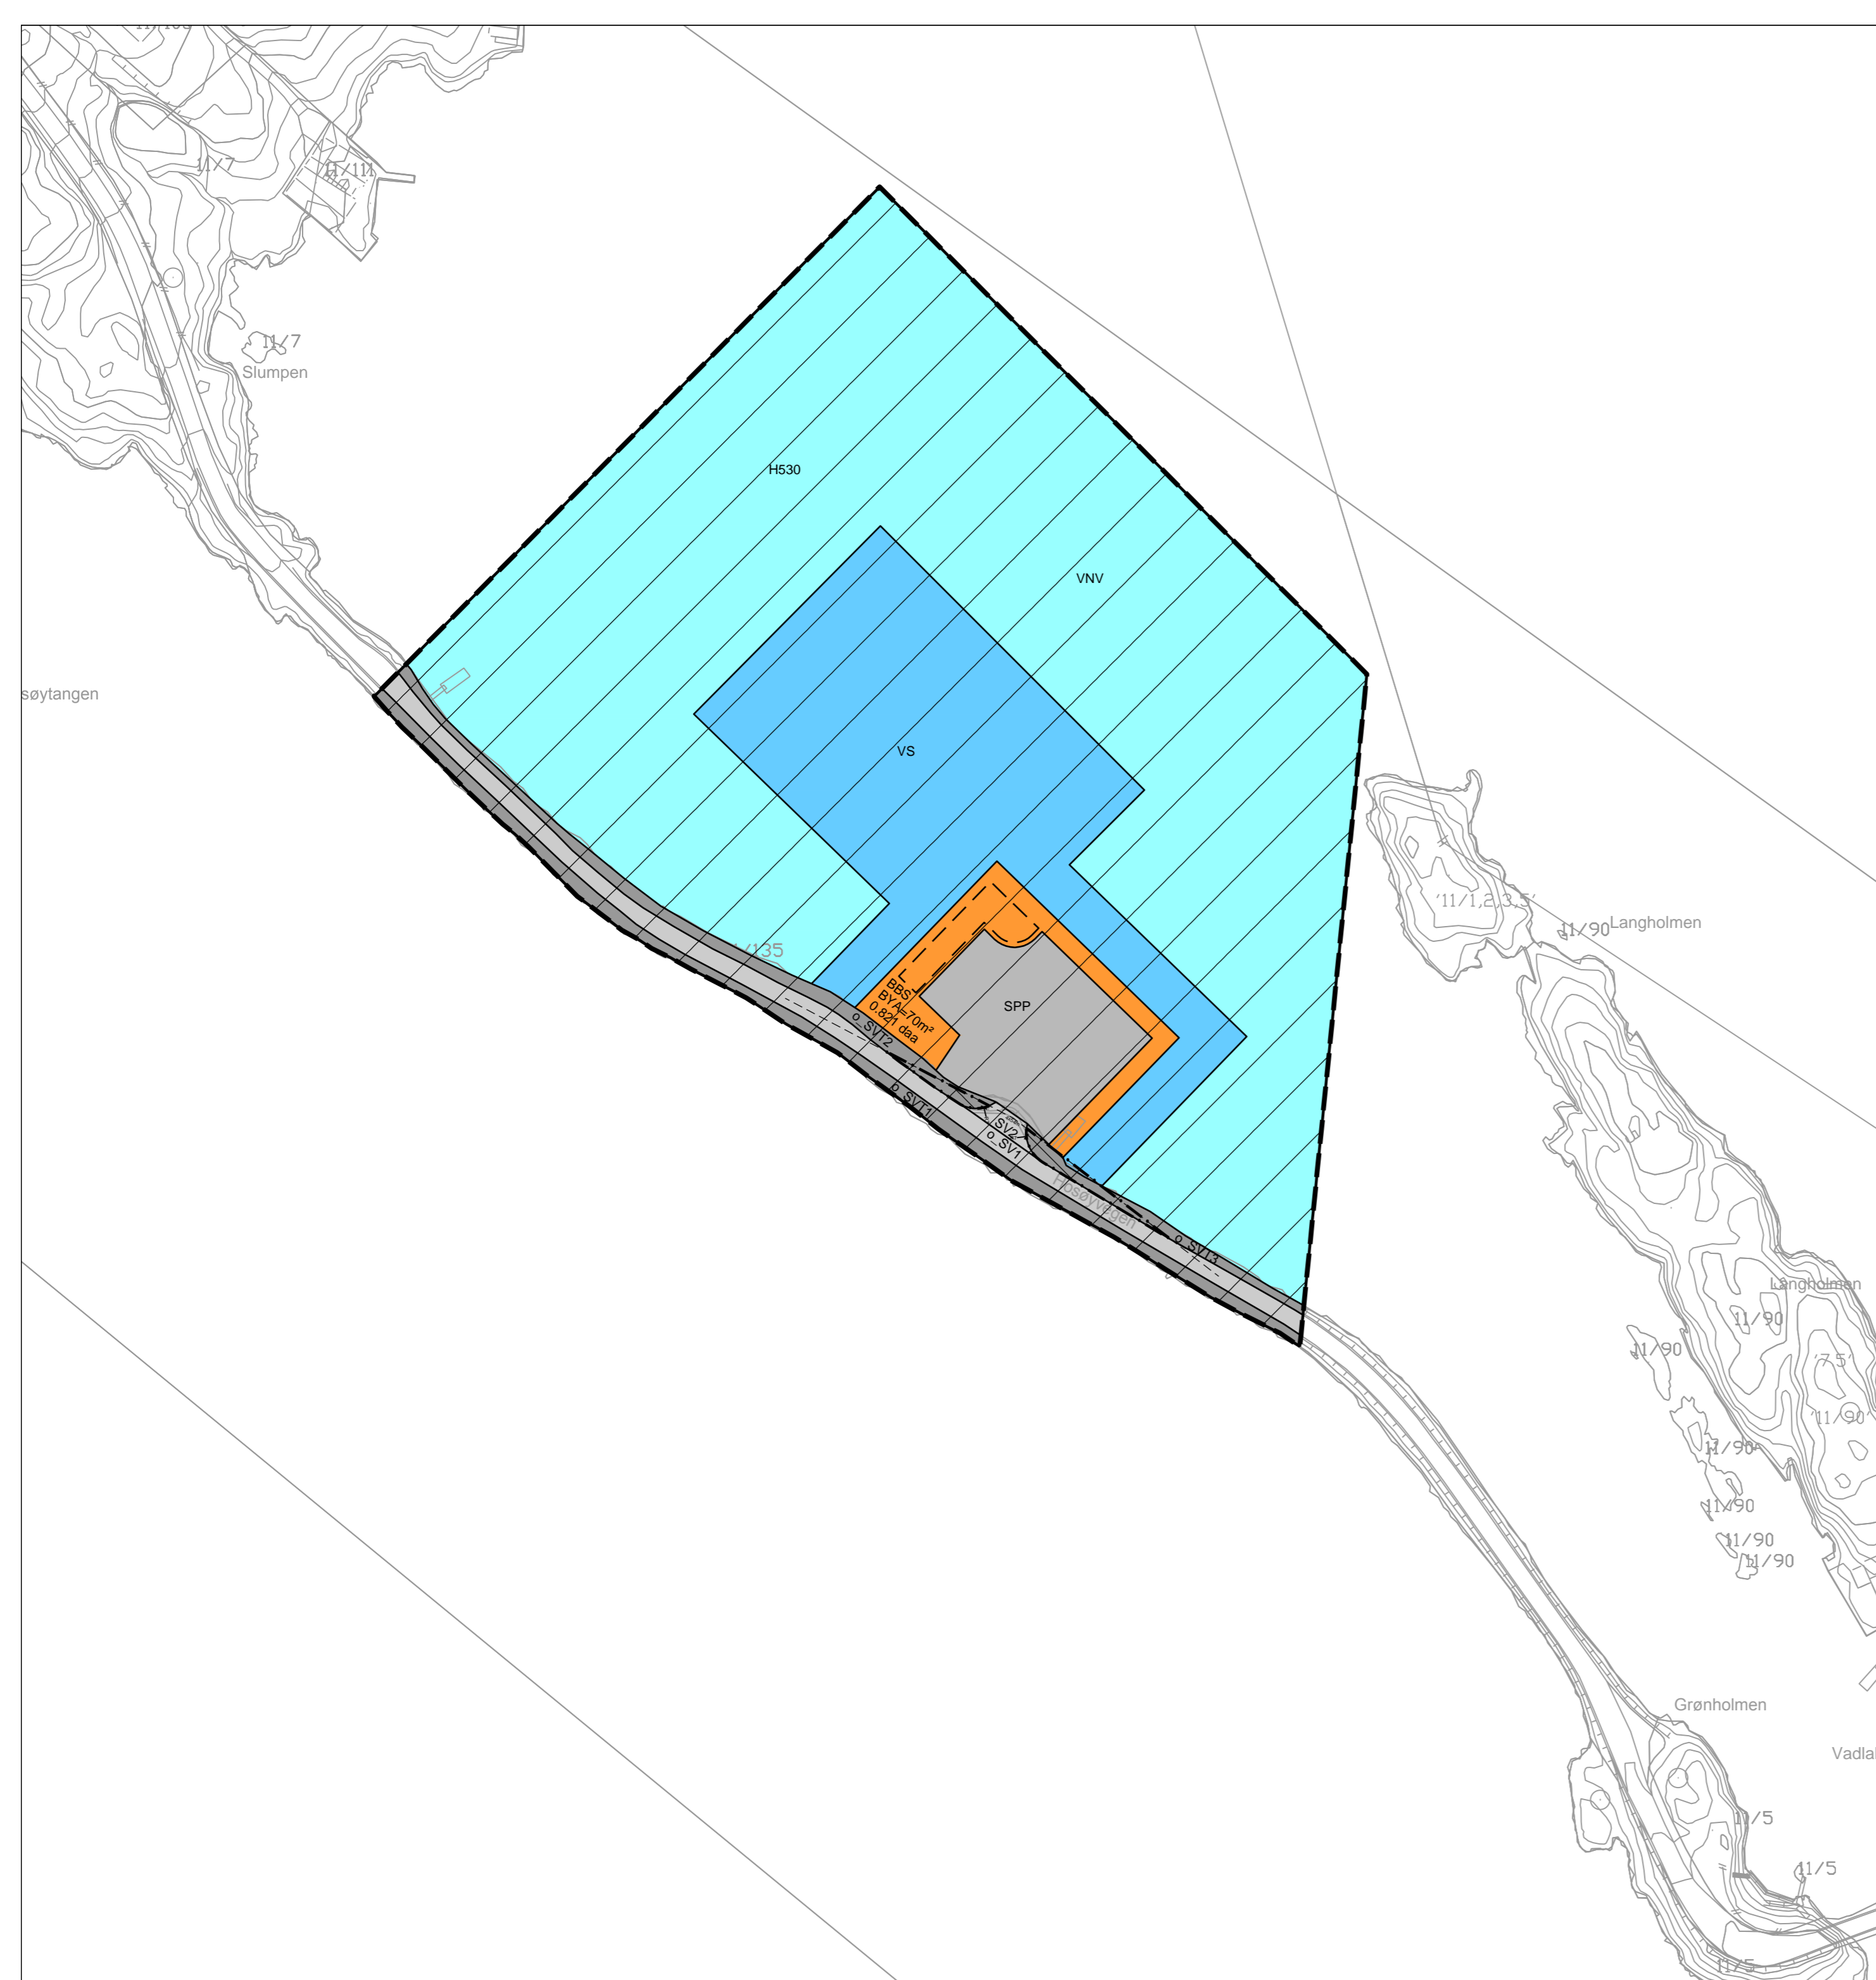 11/7
11/111
11/7
Slumpen
H530
VNV
søytangen
VS
'11/1,2,3,5'
11/90
Langholmen
/135
BBS
BYA=70m²
0.821 daa
SPP
o_SVT2
o_SVT1
SV2
o_SV1
Hosøyvegen
o_SVT3
Langholmen
11/90
11/90
'7,5'
'11/90'
11/90
11/90
11/90
11/90
Grønholmen
Vadla
11/5
11/5
11/5